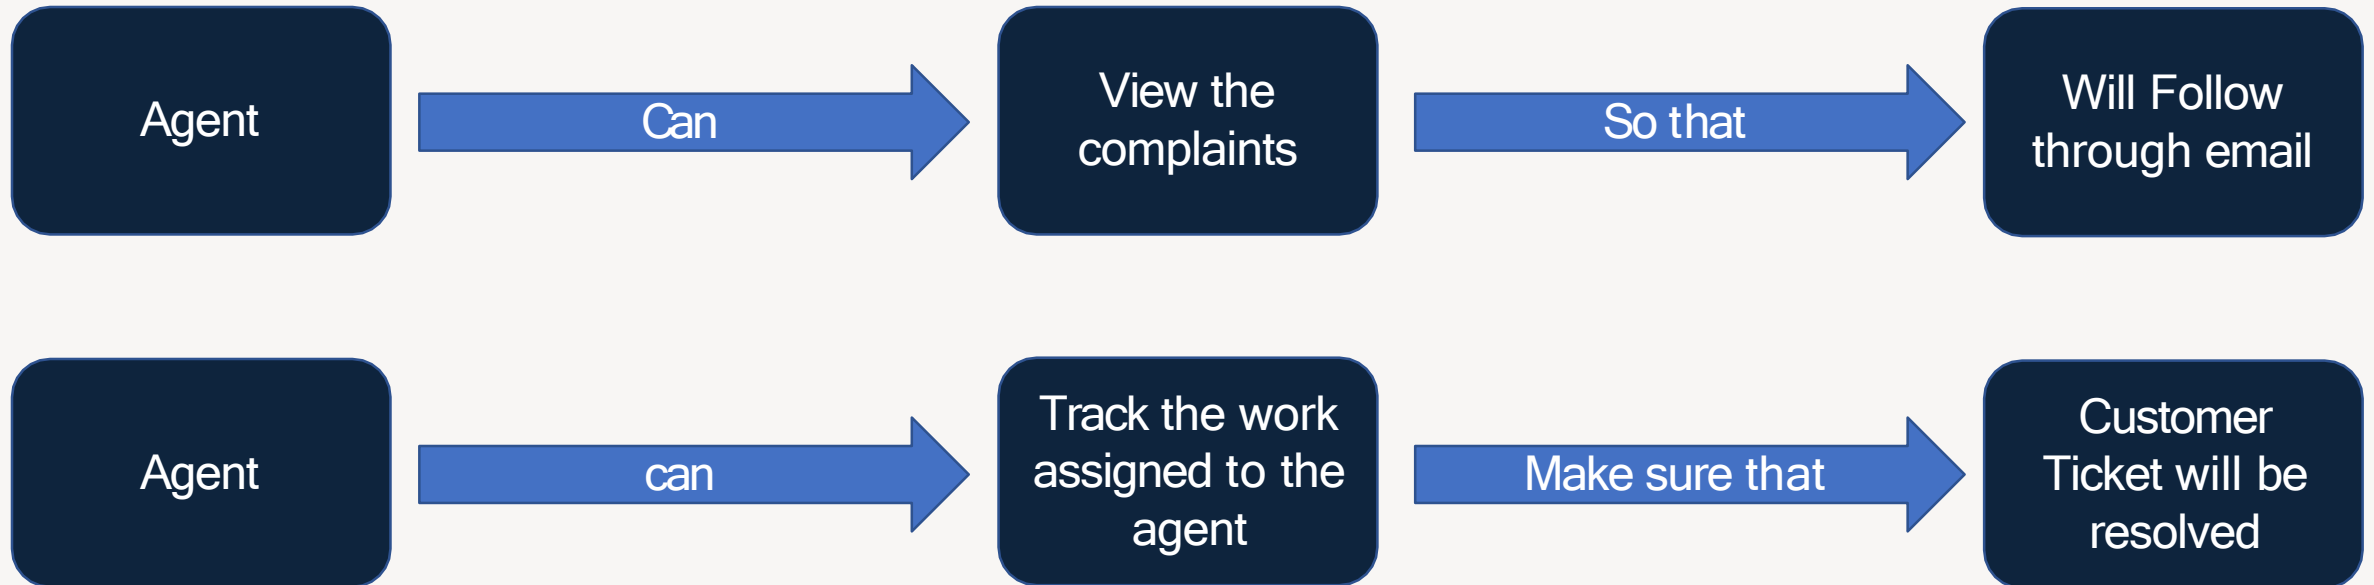 Agent
Can
View the
complaints
So that
Will Follow
through email
Agent
can
Track the work
assigned to the
agent
Make sure that
Customer
Ticket will be
resolved